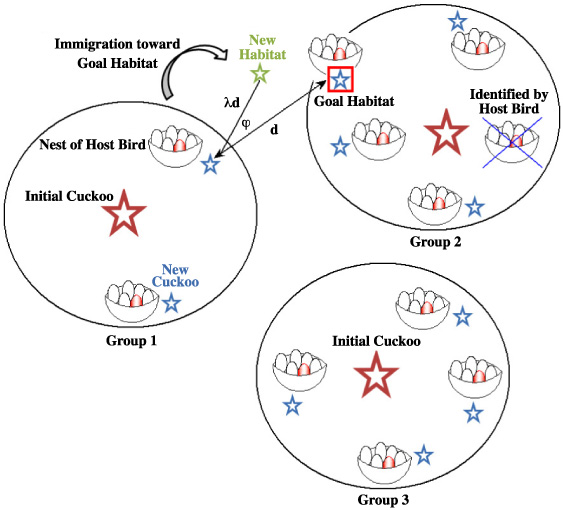 Immigration toward
Goal Habitat
New
Habitat
λd
φ
d
Goal Habitat
Identified by
Host Bird
Nest of Host Bird
Initial Cuckoo
New
Cuckoo
Group 1
Group 2
Initial Cuckoo
Group 3